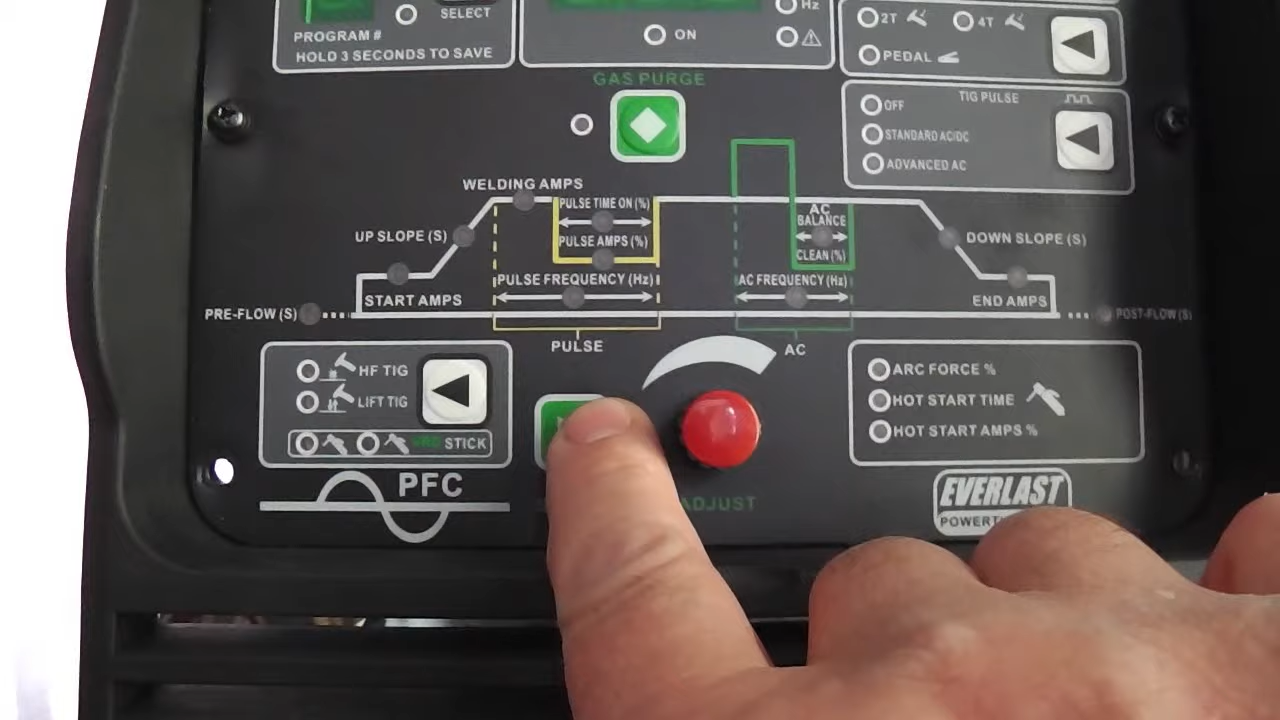 SELECT
PROGRAM #
HOLD 3 SECONDS TO SAVE
ON
Hz
2T
4T
PEDAL
GAS PURGE
TIG PULSE
OFF
STANDARD AC/DC
ADVANCED AC
WELDING AMPS
PULSE TIME ON (%)
PULSE AMPS (%)
AC
BALANCE
CLEAN (%)
UP SLOPE (S)
DOWN SLOPE (S)
PULSE FREQUENCY (Hz)
AC FREQUENCY (Hz)
START AMPS
END AMPS
PRE-FLOW (S)
POST-FLOW (S)
PULSE
AC
HF TIG
LIFT TIG
VRD STICK
ARC FORCE %
HOT START TIME
HOT START AMPS %
PFC
ADJUST
EVERLAST